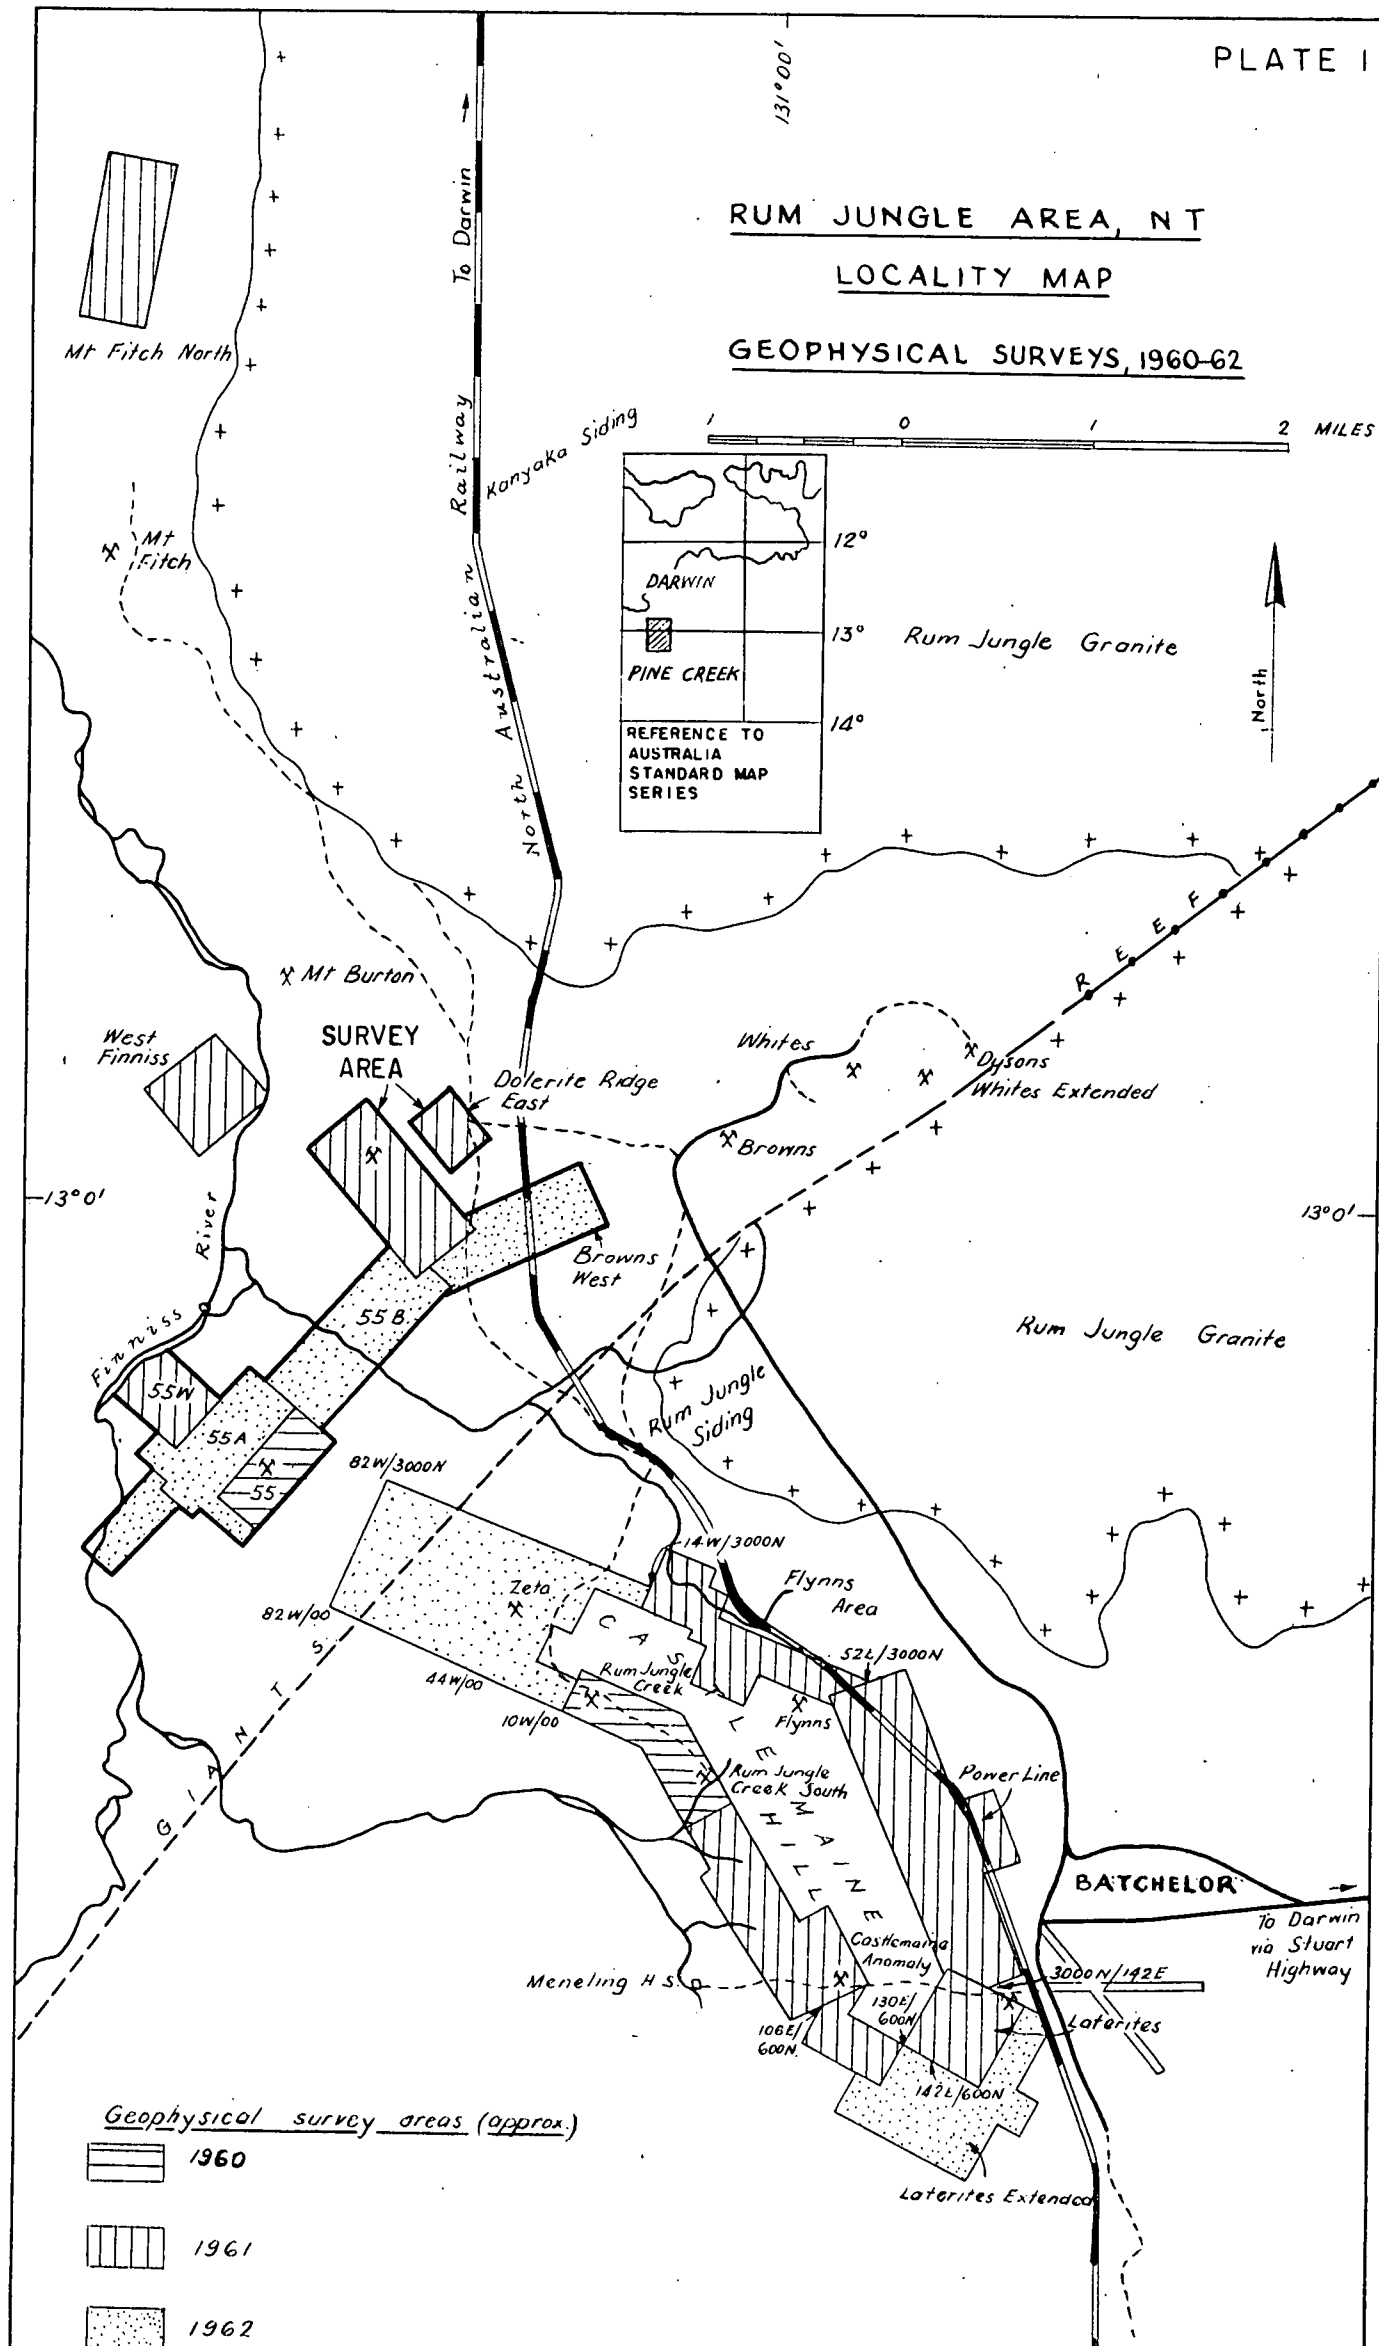 PLATE 1
131°00'
RUM JUNGLE AREA, NT
LOCALITY MAP
GEOPHYSICAL SURVEYS, 1960-62
1 0 1 2 MILES
To Darwin
North Australian Railway
Kanyaka Siding
Mt Fitch North
Mt
Fitch
12°
DARWIN
13°
PINE CREEK
14°
REFERENCE TO
AUSTRALIA
STANDARD MAP
SERIES
Rum Jungle Granite
North
REEF
Mt Burton
West
Finniss
SURVEY
AREA
Dolerite Ridge
East
Whites
Dysons
Whites Extended
Browns
13°0'
13°0'
Finniss River
Browns
West
55B
55W
55A
55
Rum Jungle Granite
Rum Jungle
Siding
82W/3000N
14W/3000N
Zeta
Flynns
Area
82W/00
52E/3000N
44W/00
10W/00
Rum Jungle
Creek
Flynns
CASTLEMAINE
HILL
Rum Jungle
Creek South
Power Line
GIANTS
BATCHELOR
To Darwin
via Stuart
Highway
Castlemaine
Anomaly
Meneling H.S.
3000N/142E
130E/
600N
106E/
600N
Laterites
142E/600N
Laterites Extended
Geophysical survey areas (approx.)
1960
1961
1962